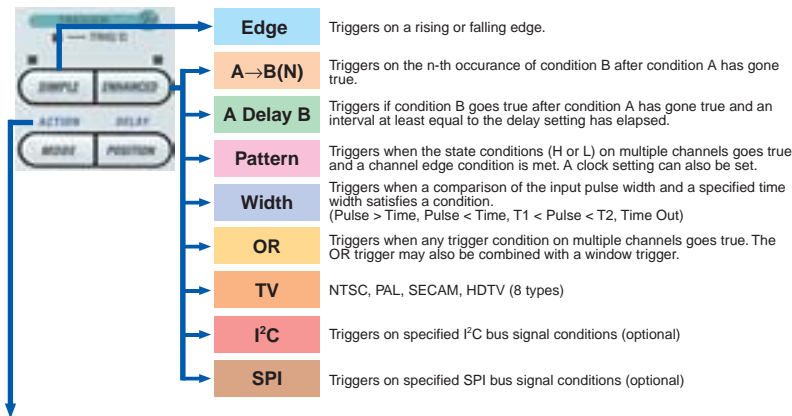 TRIGGER
TRIG'D
SIMPLE ENHANCED
ACTION DELAY
MODE POSITION
Edge
Triggers on a rising or falling edge.
A→B(N)
Triggers on the n-th occurance of condition B after condition A has gone
true.
A Delay B
Triggers if condition B goes true after condition A has gone true and an
interval at least equal to the delay setting has elapsed.
Pattern
Triggers when the state conditions (H or L) on multiple channels goes true
and a channel edge condition is met. A clock setting can also be set.
Width
Triggers when a comparison of the input pulse width and a specified time
width satisfies a condition.
(Pulse > Time, Pulse < Time, T1 < Pulse < T2, Time Out)
OR
Triggers when any trigger condition on multiple channels goes true. The
OR trigger may also be combined with a window trigger.
TV
NTSC, PAL, SECAM, HDTV (8 types)
I²C
Triggers on specified I²C bus signal conditions (optional)
SPI
Triggers on specified SPI bus signal conditions (optional)